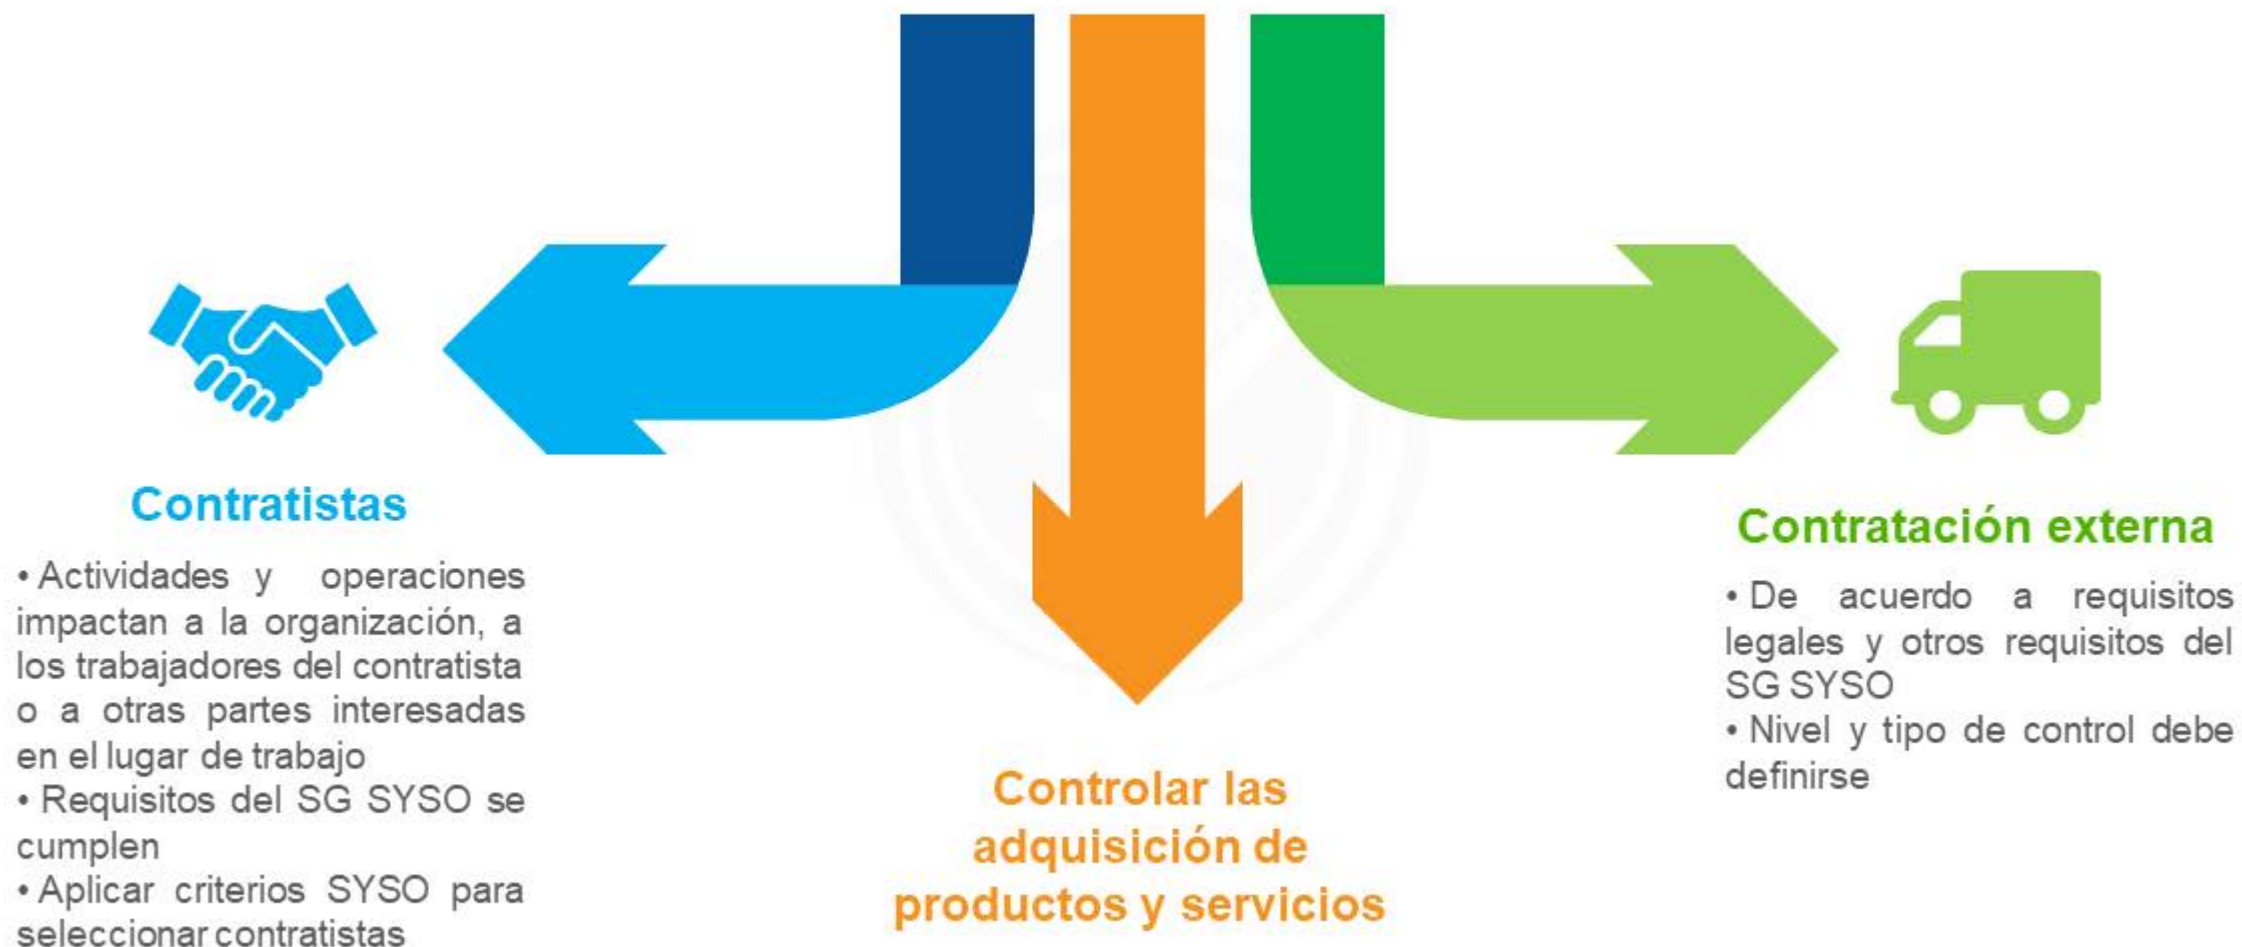 Contratistas
• Actividades y operaciones
impactan a la organización, a
los trabajadores del contratista
o a otras partes interesadas
en el lugar de trabajo
• Requisitos del SG SYSO se
cumplen
• Aplicar criterios SYSO para
seleccionar contratistas
Controlar las
adquisición de
productos y servicios
Contratación externa
• De acuerdo a requisitos
legales y otros requisitos del
SG SYSO
• Nivel y tipo de control debe
definirse